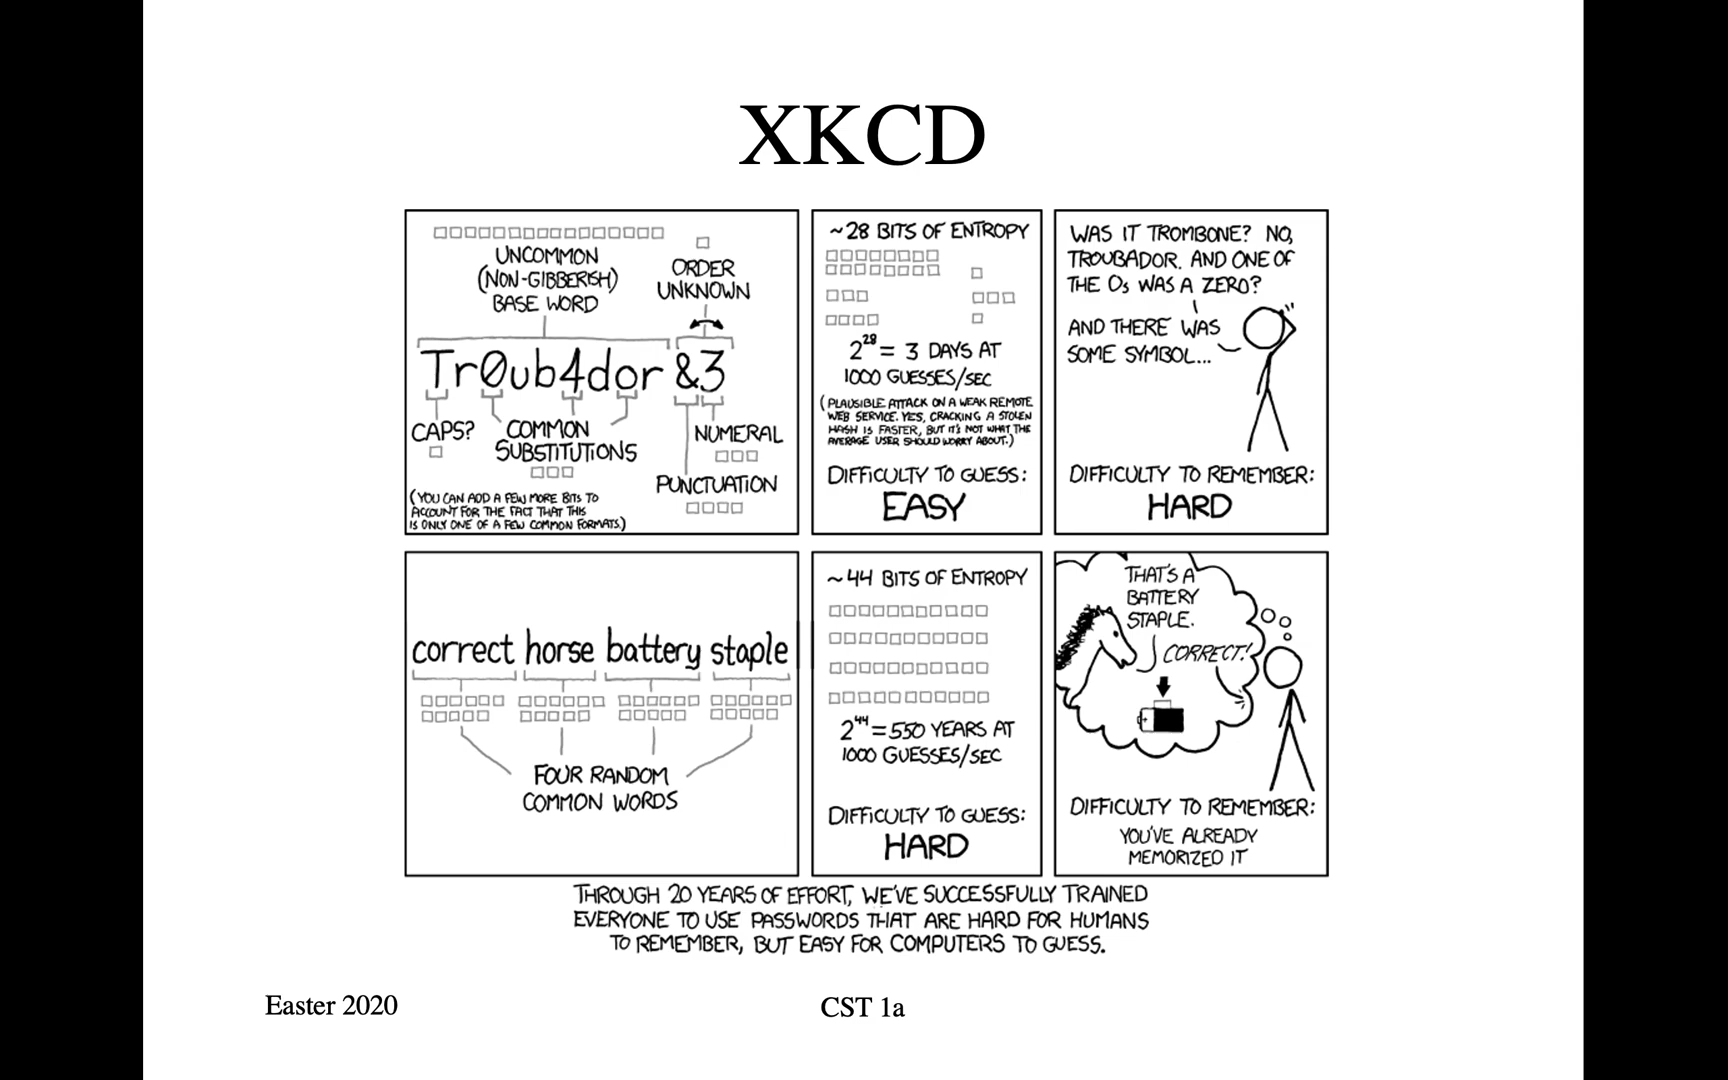 XKCD
UNCOMMON
(NON-GIBBERISH)
BASE WORD
ORDER
UNKNOWN
Tr0ub4dor &3
CAPS?
COMMON
SUBSTITUTIONS
NUMERAL
PUNCTUATION
(YOU CAN ADD A FEW MORE BITS TO
ACCOUNT FOR THE FACT THAT THIS
IS ONLY ONE OF A FEW COMMON FORMATS.)
~28 BITS OF ENTROPY
2²⁸ = 3 DAYS AT
1000 GUESSES/SEC
(PLAUSIBLE ATTACK ON A WEAK REMOTE
WEB SERVICE. YES, CRACKING A STOLEN
HASH IS FASTER, BUT IT'S NOT WHAT THE
AVERAGE USER SHOULD WORRY ABOUT.)
DIFFICULTY TO GUESS:
EASY
WAS IT TROMBONE? NO,
TROUBADOR. AND ONE OF
THE Os WAS A ZERO?
AND THERE WAS
SOME SYMBOL...
DIFFICULTY TO REMEMBER:
HARD
correct horse battery staple
FOUR RANDOM
COMMON WORDS
~44 BITS OF ENTROPY
2⁴⁴ = 550 YEARS AT
1000 GUESSES/SEC
DIFFICULTY TO GUESS:
HARD
THAT'S A
BATTERY
STAPLE.
CORRECT!
DIFFICULTY TO REMEMBER:
YOU'VE ALREADY
MEMORIZED IT
THROUGH 20 YEARS OF EFFORT, WE'VE SUCCESSFULLY TRAINED
EVERYONE TO USE PASSWORDS THAT ARE HARD FOR HUMANS
TO REMEMBER, BUT EASY FOR COMPUTERS TO GUESS.
Easter 2020
CST 1a